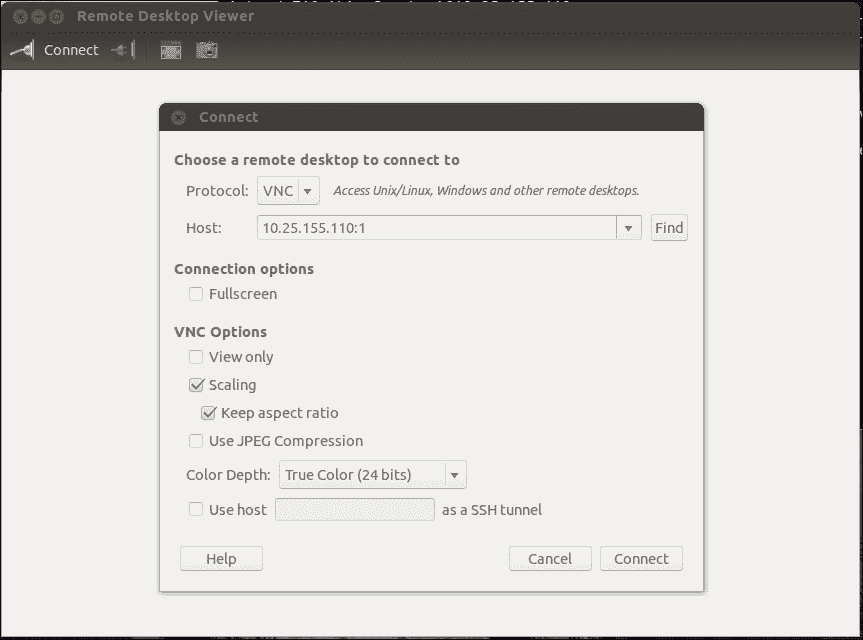 Remote Desktop Viewer
Connect
Connect
Choose a remote desktop to connect to
Protocol: VNC Access Unix/Linux, Windows and other remote desktops.
Host: 10.25.155.110:1 Find
Connection options
Fullscreen
VNC Options
View only
Scaling
Keep aspect ratio
Use JPEG Compression
Color Depth: True Color (24 bits)
Use host as a SSH tunnel
Help Cancel Connect